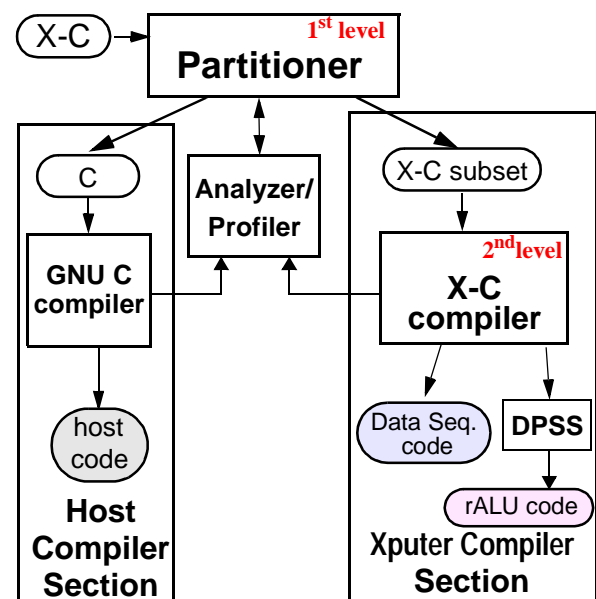 X-C
1st level
Partitioner
C
Analyzer/
Profiler
X-C subset
GNU C
compiler
2nd level
X-C
compiler
host
code
Data Seq.
code
DPSS
rALU code
Host
Compiler
Section
Xputer Compiler
Section